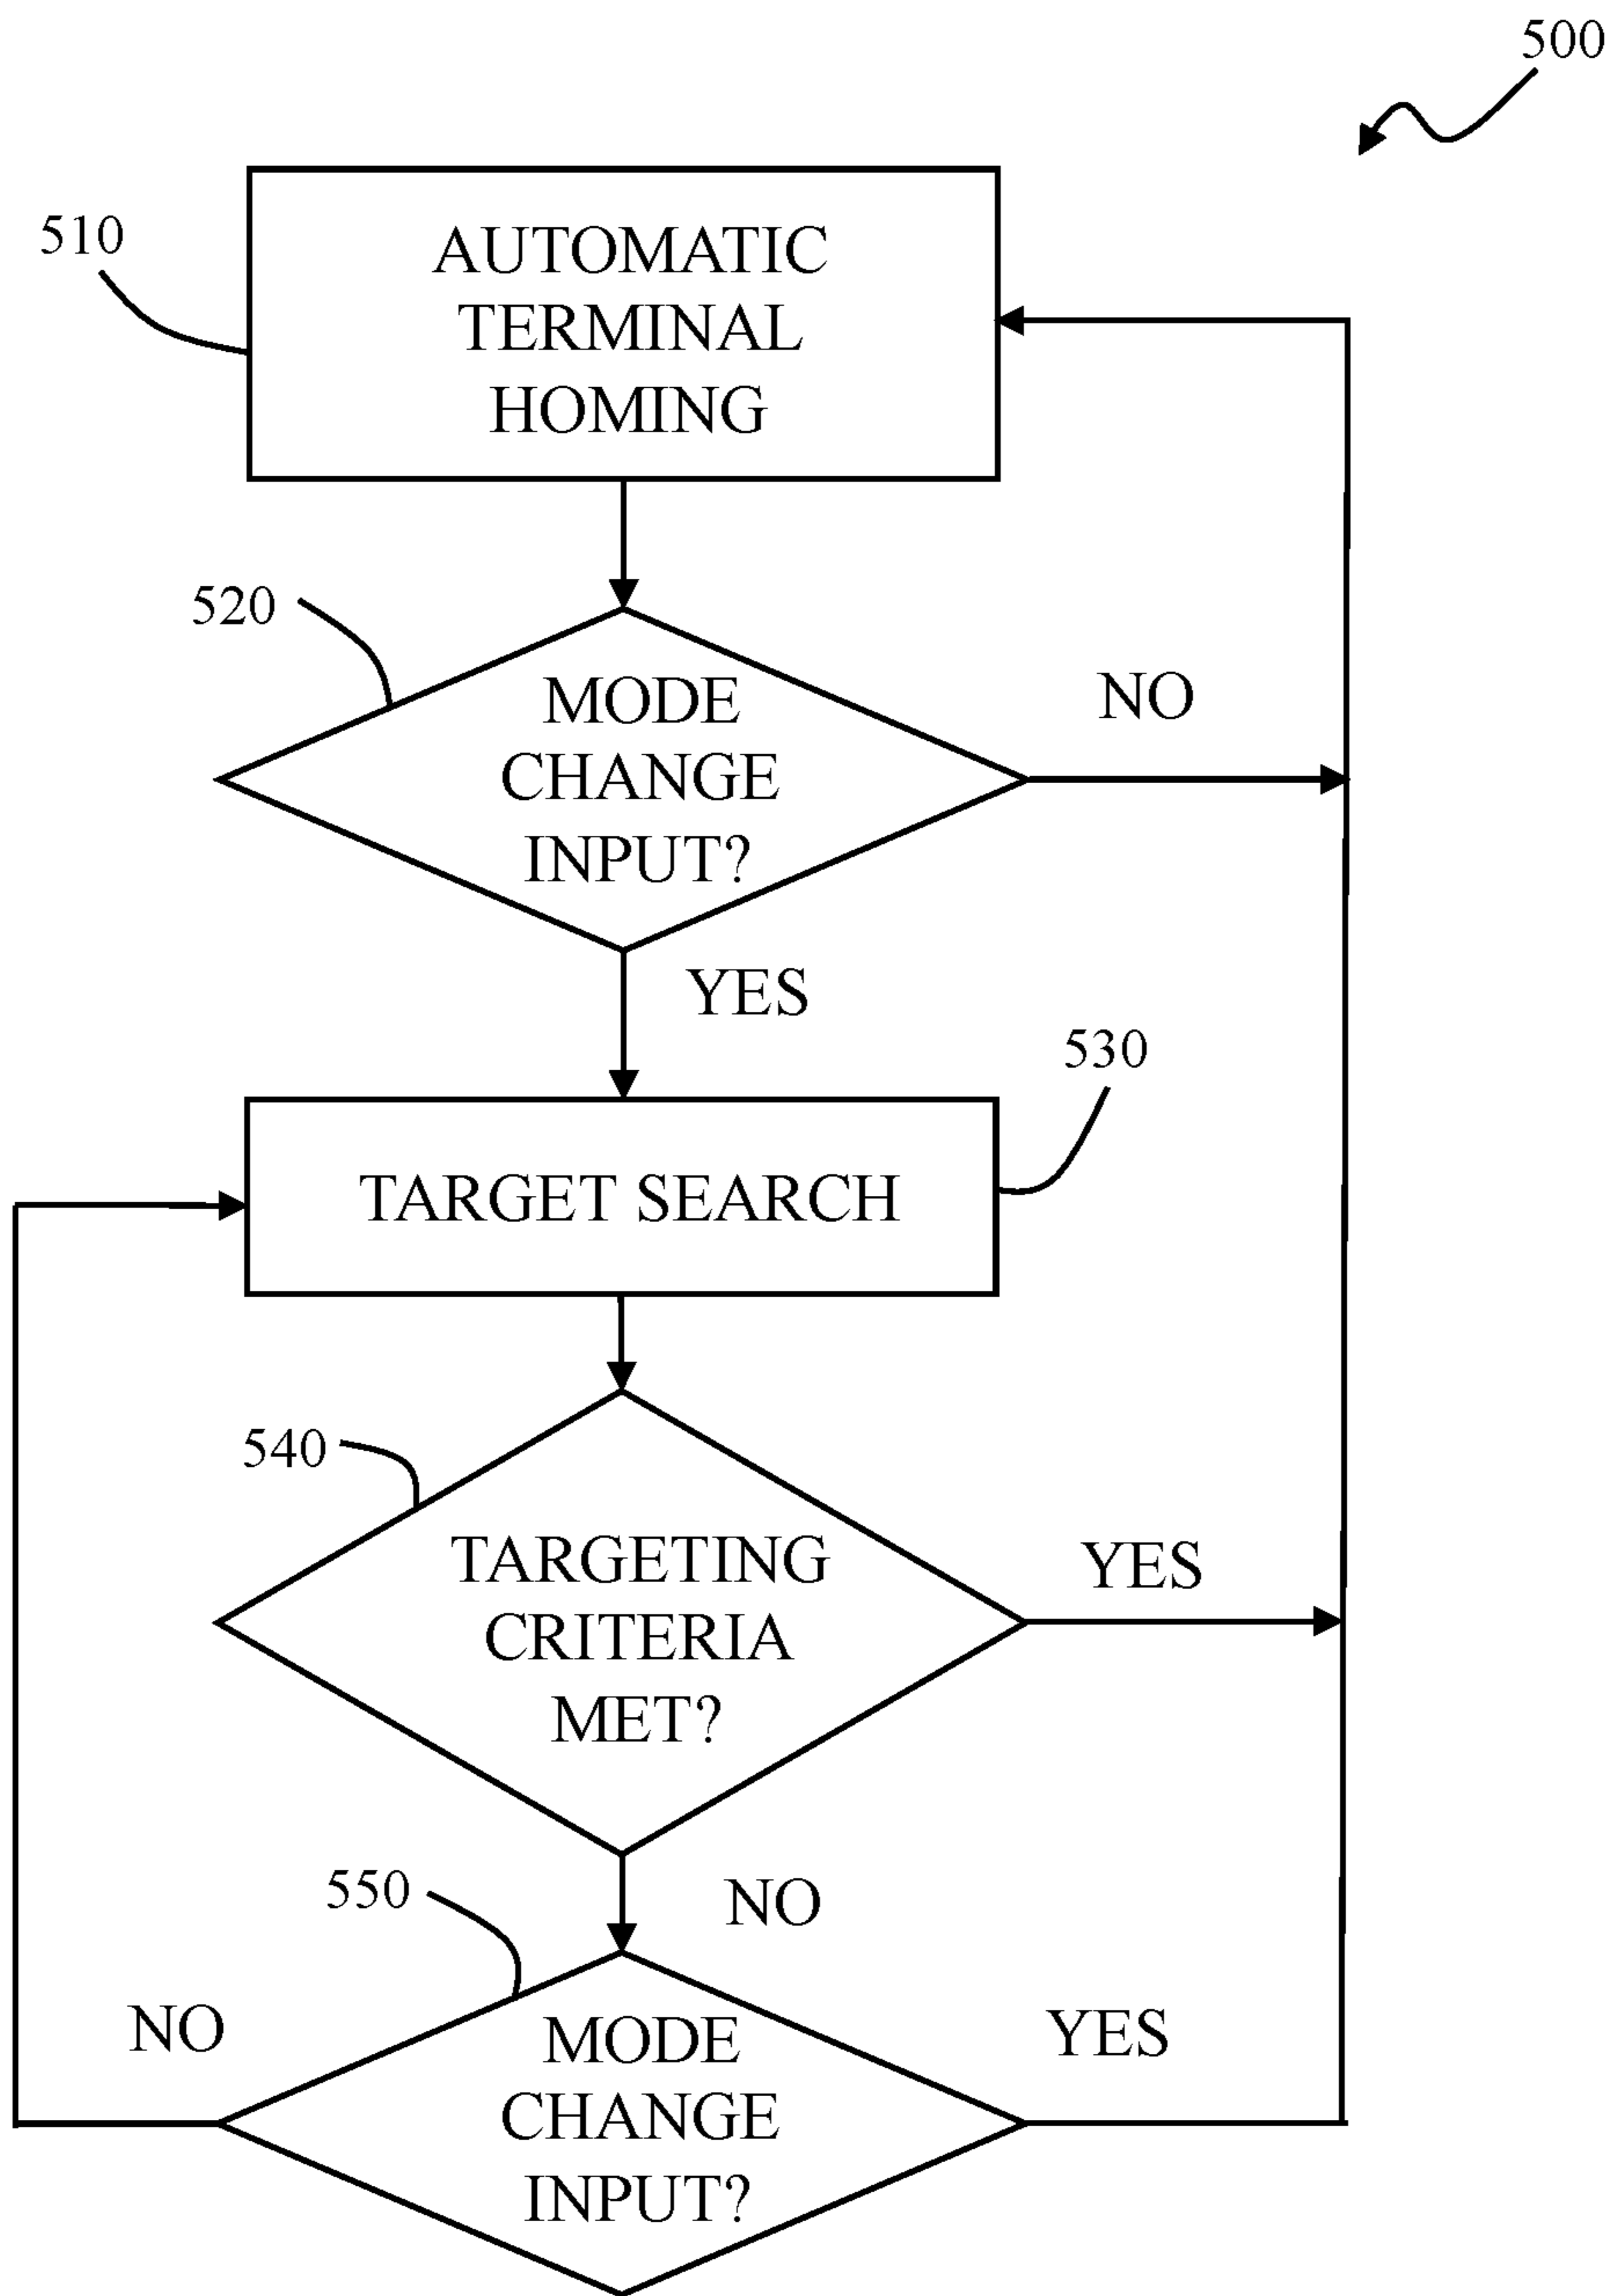 500
510
AUTOMATIC
TERMINAL
HOMING
520
MODE
CHANGE
INPUT?
NO
YES
530
TARGET SEARCH
540
TARGETING
CRITERIA
MET?
YES
550
NO
NO
MODE
CHANGE
INPUT?
YES